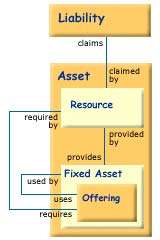 Liability
claims
claimed
by
Asset
Resource
required
by
provided
by
provides
Fixed Asset
used by
Offering
uses
requires